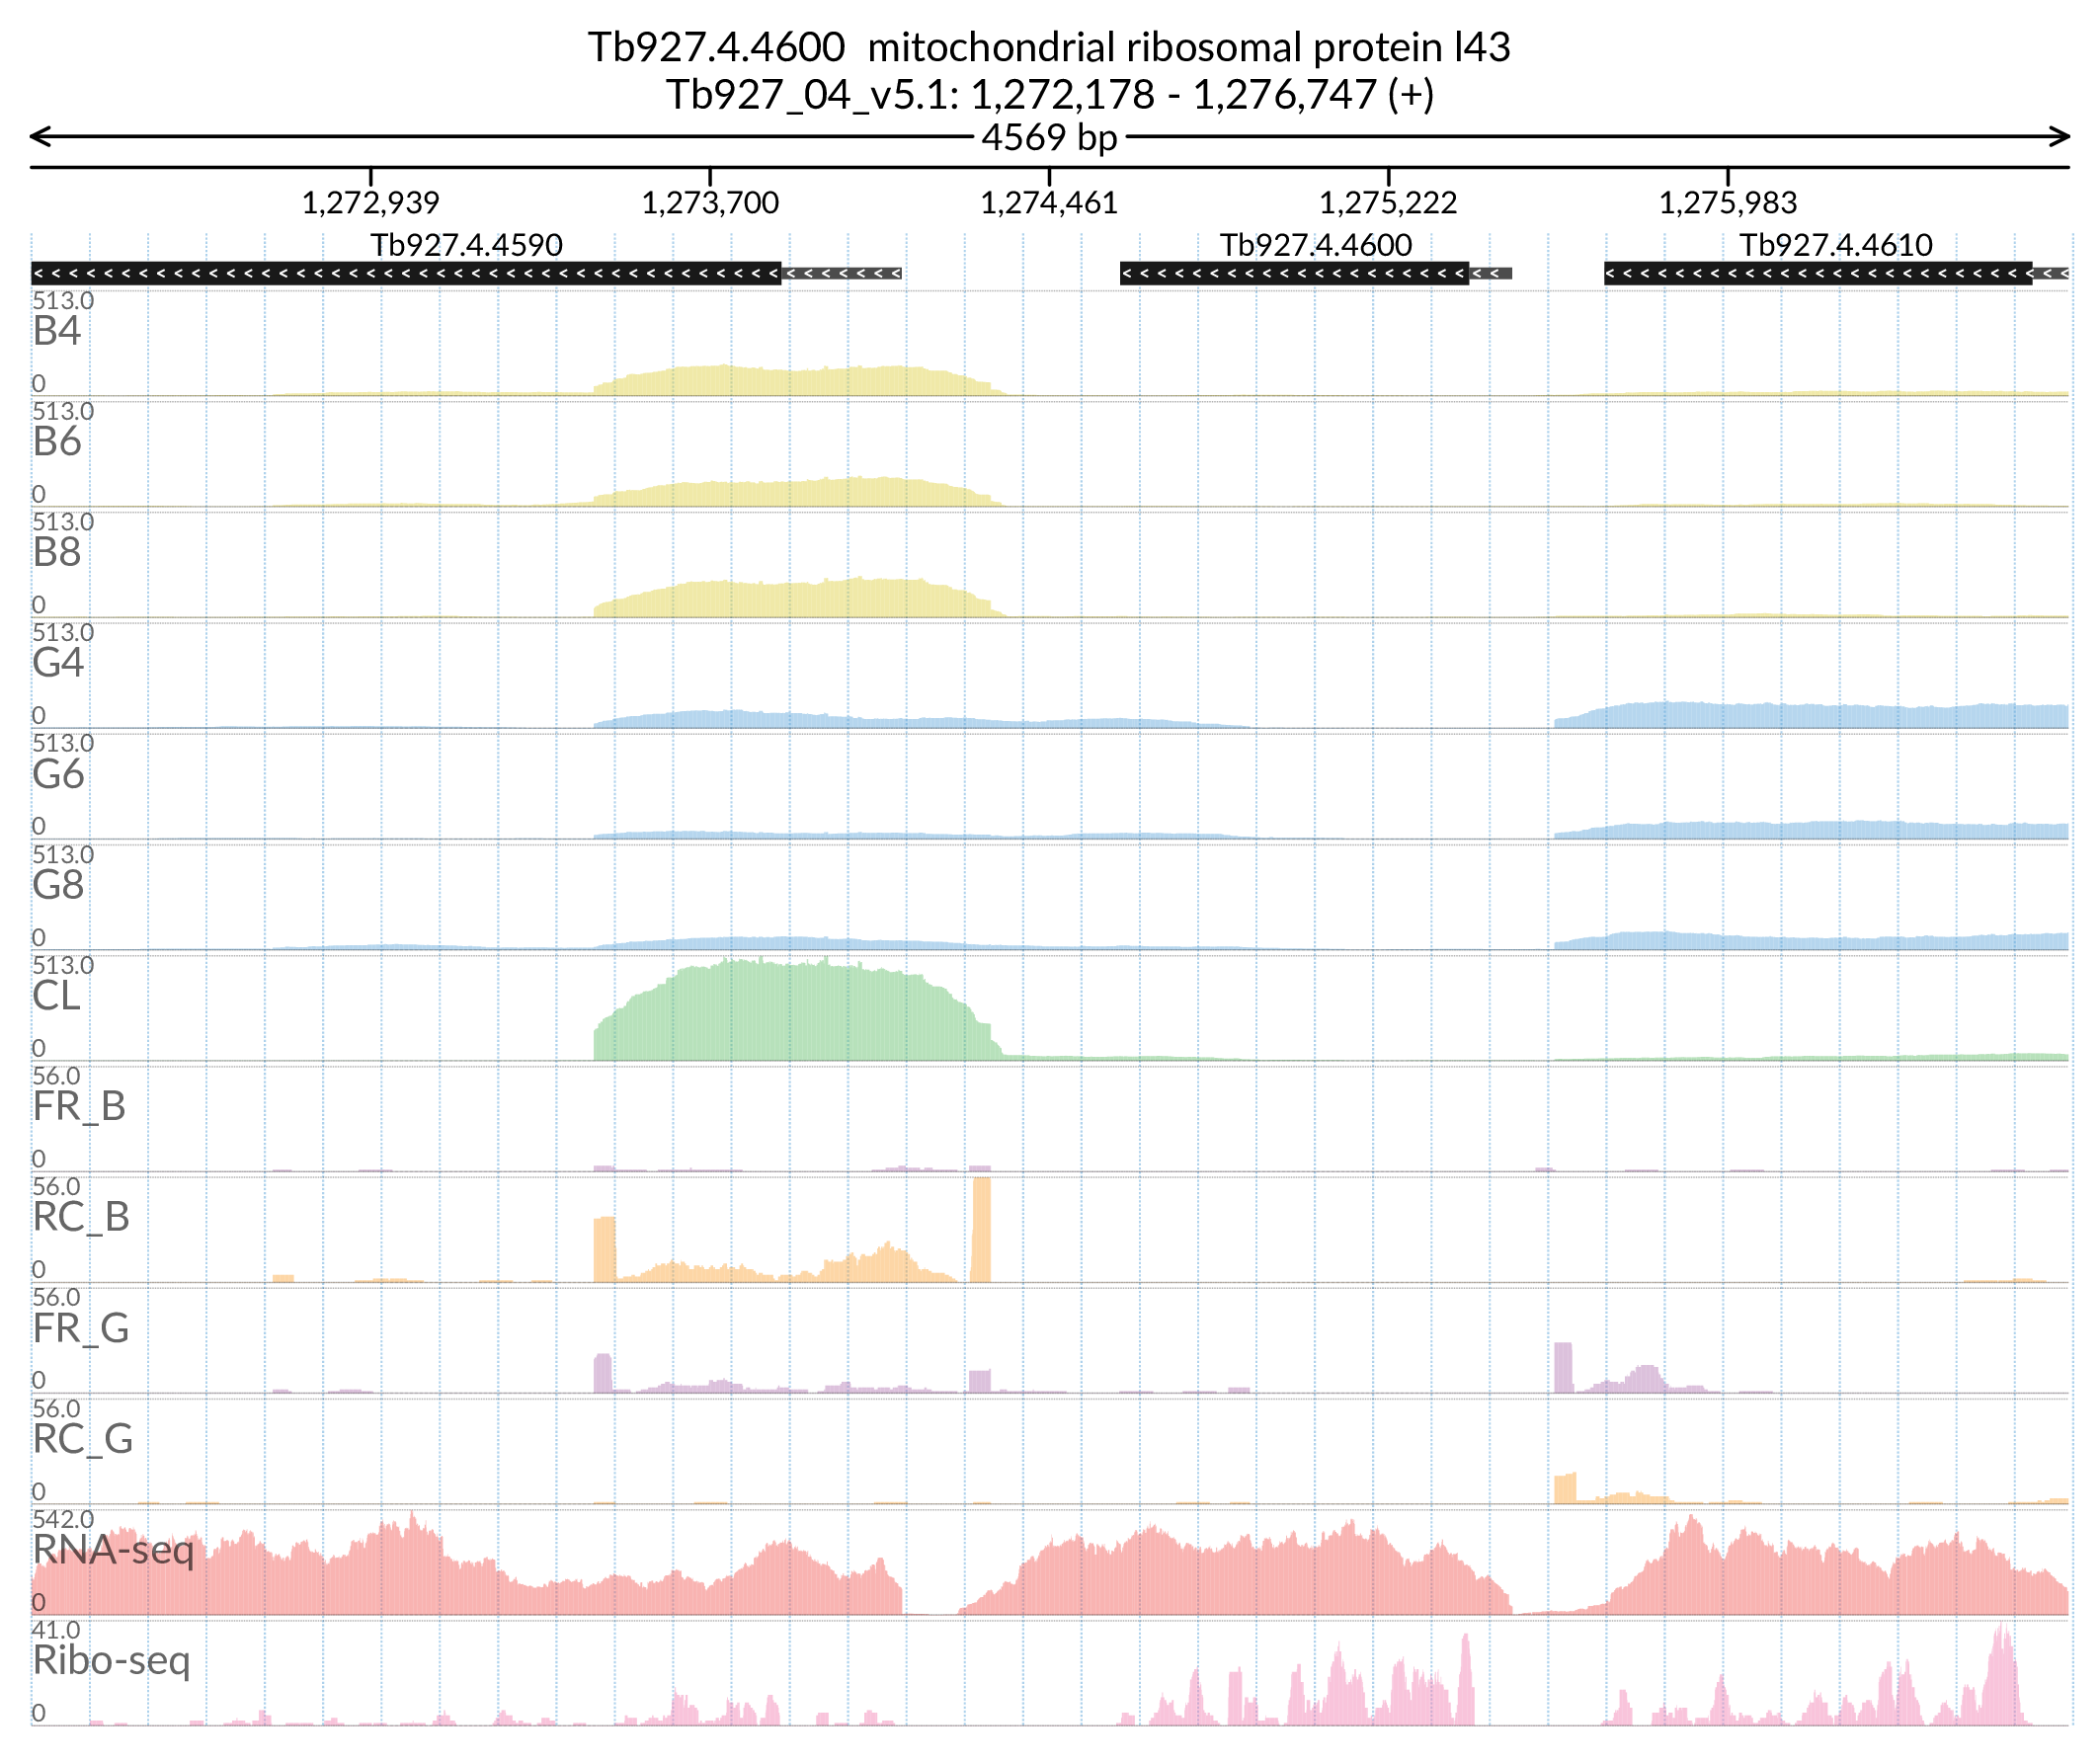 Tb927.4.4600 mitochondrial ribosomal protein l43
Tb927_04_v5.1: 1,272,178 - 1,276,747 (+)
4569 bp
1,272,939 1,273,700 1,274,461 1,275,222 1,275,983
Tb927.4.4590 Tb927.4.4600 Tb927.4.4610
513.0
B4
0
513.0
B6
0
513.0
B8
0
513.0
G4
0
513.0
G6
0
513.0
G8
0
513.0
CL
0
56.0
FR_B
0
56.0
RC_B
0
56.0
FR_G
0
56.0
RC_G
0
542.0
RNA-seq
0
41.0
Ribo-seq
0